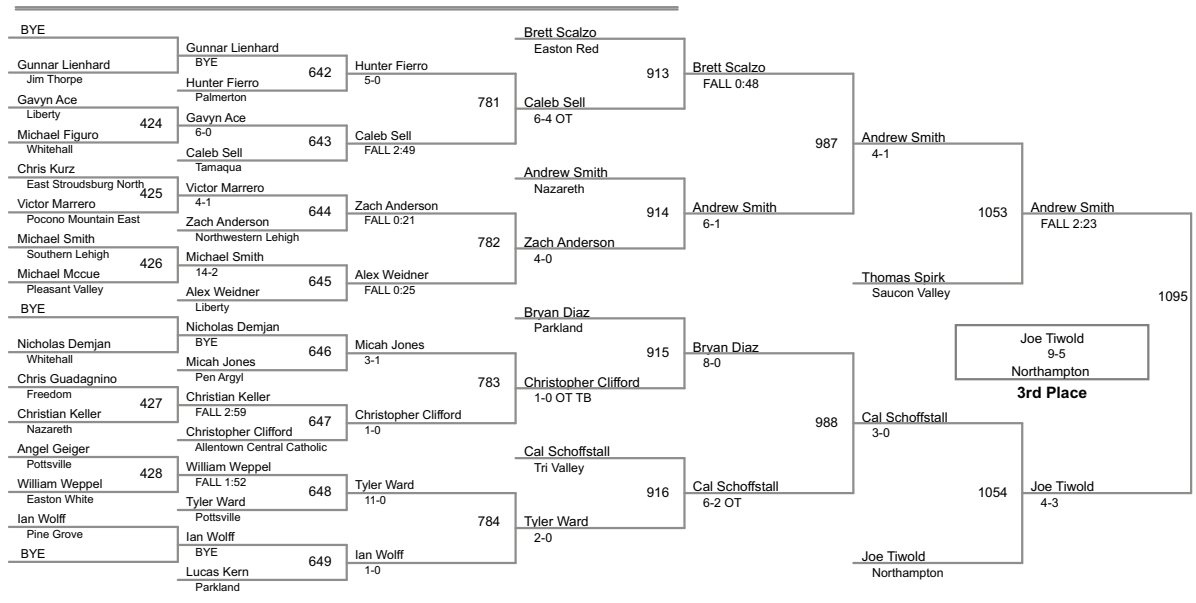 BYE
Gunnar Lienhard
Jim Thorpe
Gavyn Ace
Liberty
424
Michael Figuro
Whitehall
Chris Kurz
East Stroudsburg North
425
Victor Marrero
Pocono Mountain East
Michael Smith
Southern Lehigh
426
Michael Mccue
Pleasant Valley
BYE
Nicholas Demjan
Whitehall
Chris Guadagnino
Freedom
427
Christian Keller
Nazareth
Angel Geiger
Pottsville
428
William Weppel
Easton White
Ian Wolff
Pine Grove
BYE
Gunnar Lienhard
BYE
642
Hunter Fierro
Palmerton
Gavyn Ace
6-0
643
Caleb Sell
Tamaqua
Victor Marrero
4-1
644
Zach Anderson
Northwestern Lehigh
Michael Smith
14-2
645
Alex Weidner
Liberty
Nicholas Demjan
BYE
646
Micah Jones
Pen Argyl
Christian Keller
FALL 2:59
647
Christopher Clifford
Allentown Central Catholic
William Weppel
FALL 1:52
648
Tyler Ward
Pottsville
Ian Wolff
BYE
649
Lucas Kern
Parkland
Hunter Fierro
5-0
781
Caleb Sell
FALL 2:49
Zach Anderson
FALL 0:21
782
Alex Weidner
FALL 0:25
Micah Jones
3-1
783
Christopher Clifford
1-0
Tyler Ward
11-0
784
Ian Wolff
1-0
Brett Scalzo
Easton Red
913
Caleb Sell
6-4 OT
Andrew Smith
Nazareth
914
Zach Anderson
4-0
Bryan Diaz
Parkland
915
Christopher Clifford
1-0 OT TB
Cal Schoffstall
Tri Valley
916
Tyler Ward
2-0
Brett Scalzo
FALL 0:48
987
Andrew Smith
6-1
Bryan Diaz
8-0
988
Cal Schoffstall
6-2 OT
Andrew Smith
4-1
1053
Thomas Spirk
Saucon Valley
Cal Schoffstall
3-0
1054
Joe Tiwold
Northampton
Andrew Smith
FALL 2:23
1095
Joe Tiwold
4-3
Joe Tiwold
9-5
Northampton
3rd Place